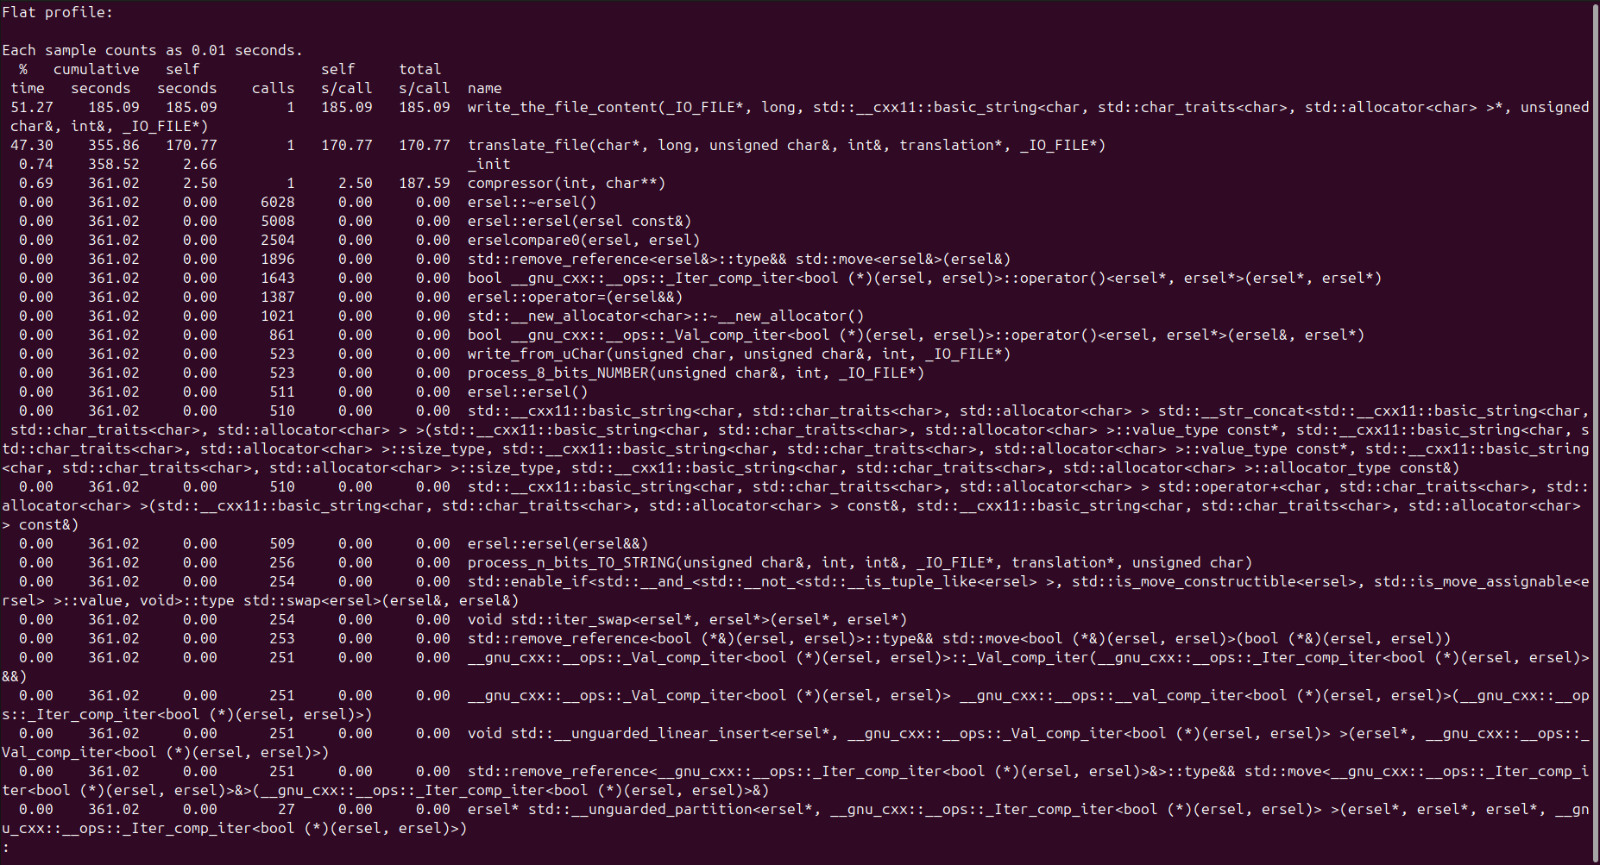 Flat profile:
Each sample counts as 0.01 seconds.
  %   cumulative   self              self     total
 time   seconds   seconds    calls   s/call   s/call  name
 51.27    185.09   185.09        1   185.09   185.09  write_the_file_content(_IO_FILE*, long, std::__cxx11::basic_string<char, std::char_traits<char>, std::allocator<char> >*, unsigned
 char&, int&, _IO_FILE*)
 47.30    355.86   170.77        1   170.77   170.77  translate_file(char*, long, unsigned char&, int&, translation*, _IO_FILE*)
  0.74    358.52     2.66                             _init
  0.69    361.02     2.50        1     2.50   187.59  compressor(int, char**)
  0.00    361.02     0.00     6028     0.00     0.00  ersel::~ersel()
  0.00    361.02     0.00     5008     0.00     0.00  ersel::ersel(ersel const&)
  0.00    361.02     0.00     2504     0.00     0.00  erselcompare0(ersel, ersel)
  0.00    361.02     0.00     1896     0.00     0.00  std::remove_reference<ersel&>::type&& std::move<ersel&>(ersel&)
  0.00    361.02     0.00     1643     0.00     0.00  bool __gnu_cxx::__ops::_Iter_comp_iter<bool (*)(ersel, ersel)>::operator()<ersel*, ersel*>(ersel*, ersel*)
  0.00    361.02     0.00     1387     0.00     0.00  ersel::operator=(ersel&&)
  0.00    361.02     0.00     1021     0.00     0.00  std::__new_allocator<char>::~__new_allocator()
  0.00    361.02     0.00      861     0.00     0.00  bool __gnu_cxx::__ops::_Val_comp_iter<bool (*)(ersel, ersel)>::operator()<ersel, ersel*>(ersel&, ersel*)
  0.00    361.02     0.00      523     0.00     0.00  write_from_uChar(unsigned char, unsigned char&, int, _IO_FILE*)
  0.00    361.02     0.00      523     0.00     0.00  process_8_bits_NUMBER(unsigned char&, int, _IO_FILE*)
  0.00    361.02     0.00      511     0.00     0.00  ersel::ersel()
  0.00    361.02     0.00      510     0.00     0.00  std::__cxx11::basic_string<char, std::char_traits<char>, std::allocator<char> > std::__str_concat<std::__cxx11::basic_string<char,
 std::char_traits<char>, std::allocator<char> > >(std::__cxx11::basic_string<char, std::char_traits<char>, std::allocator<char> >::value_type const*, std::__cxx11::basic_string<char, s
td::char_traits<char>, std::allocator<char> >::size_type, std::__cxx11::basic_string<char, std::char_traits<char>, std::allocator<char> >::value_type const*, std::__cxx11::basic_string
<char, std::char_traits<char>, std::allocator<char> >::size_type, std::__cxx11::basic_string<char, std::char_traits<char>, std::allocator<char> >::allocator_type const&)
  0.00    361.02     0.00      510     0.00     0.00  std::__cxx11::basic_string<char, std::char_traits<char>, std::allocator<char> > std::operator+<char, std::char_traits<char>, std::
allocator<char> >(std::__cxx11::basic_string<char, std::char_traits<char>, std::allocator<char> > const&, std::__cxx11::basic_string<char, std::char_traits<char>, std::allocator<char>
> const&)
  0.00    361.02     0.00      509     0.00     0.00  ersel::ersel(ersel&&)
  0.00    361.02     0.00      256     0.00     0.00  process_n_bits_TO_STRING(unsigned char&, int, int&, _IO_FILE*, translation*, unsigned char)
  0.00    361.02     0.00      254     0.00     0.00  std::enable_if<std::__and_<std::__not_<std::__is_tuple_like<ersel> >, std::is_move_constructible<ersel>, std::is_move_assignable<e
rsel> >::value, void>::type std::swap<ersel>(ersel&, ersel&)
  0.00    361.02     0.00      254     0.00     0.00  void std::iter_swap<ersel*, ersel*>(ersel*, ersel*)
  0.00    361.02     0.00      253     0.00     0.00  std::remove_reference<bool (*&)(ersel, ersel)>::type&& std::move<bool (*&)(ersel, ersel)>(bool (*&)(ersel, ersel))
  0.00    361.02     0.00      251     0.00     0.00  __gnu_cxx::__ops::_Val_comp_iter<bool (*)(ersel, ersel)>::_Val_comp_iter(__gnu_cxx::__ops::_Iter_comp_iter<bool (*)(ersel, ersel)>
&&)
  0.00    361.02     0.00      251     0.00     0.00  __gnu_cxx::__ops::_Val_comp_iter<bool (*)(ersel, ersel)> __gnu_cxx::__ops::__val_comp_iter<bool (*)(ersel, ersel)>(__gnu_cxx::__op
s::_Iter_comp_iter<bool (*)(ersel, ersel)>)
  0.00    361.02     0.00      251     0.00     0.00  void std::__unguarded_linear_insert<ersel*, __gnu_cxx::__ops::_Val_comp_iter<bool (*)(ersel, ersel)> >(ersel*, __gnu_cxx::__ops::_
Val_comp_iter<bool (*)(ersel, ersel)>)
  0.00    361.02     0.00      251     0.00     0.00  std::remove_reference<__gnu_cxx::__ops::_Iter_comp_iter<bool (*)(ersel, ersel)>&>::type&& std::move<__gnu_cxx::__ops::_Iter_comp_i
ter<bool (*)(ersel, ersel)>&>(__gnu_cxx::__ops::_Iter_comp_iter<bool (*)(ersel, ersel)>&)
  0.00    361.02     0.00       27     0.00     0.00  ersel* std::__unguarded_partition<ersel*, __gnu_cxx::__ops::_Iter_comp_iter<bool (*)(ersel, ersel)> >(ersel*, ersel*, ersel*, __gn
u_cxx::__ops::_Iter_comp_iter<bool (*)(ersel, ersel)>)
: